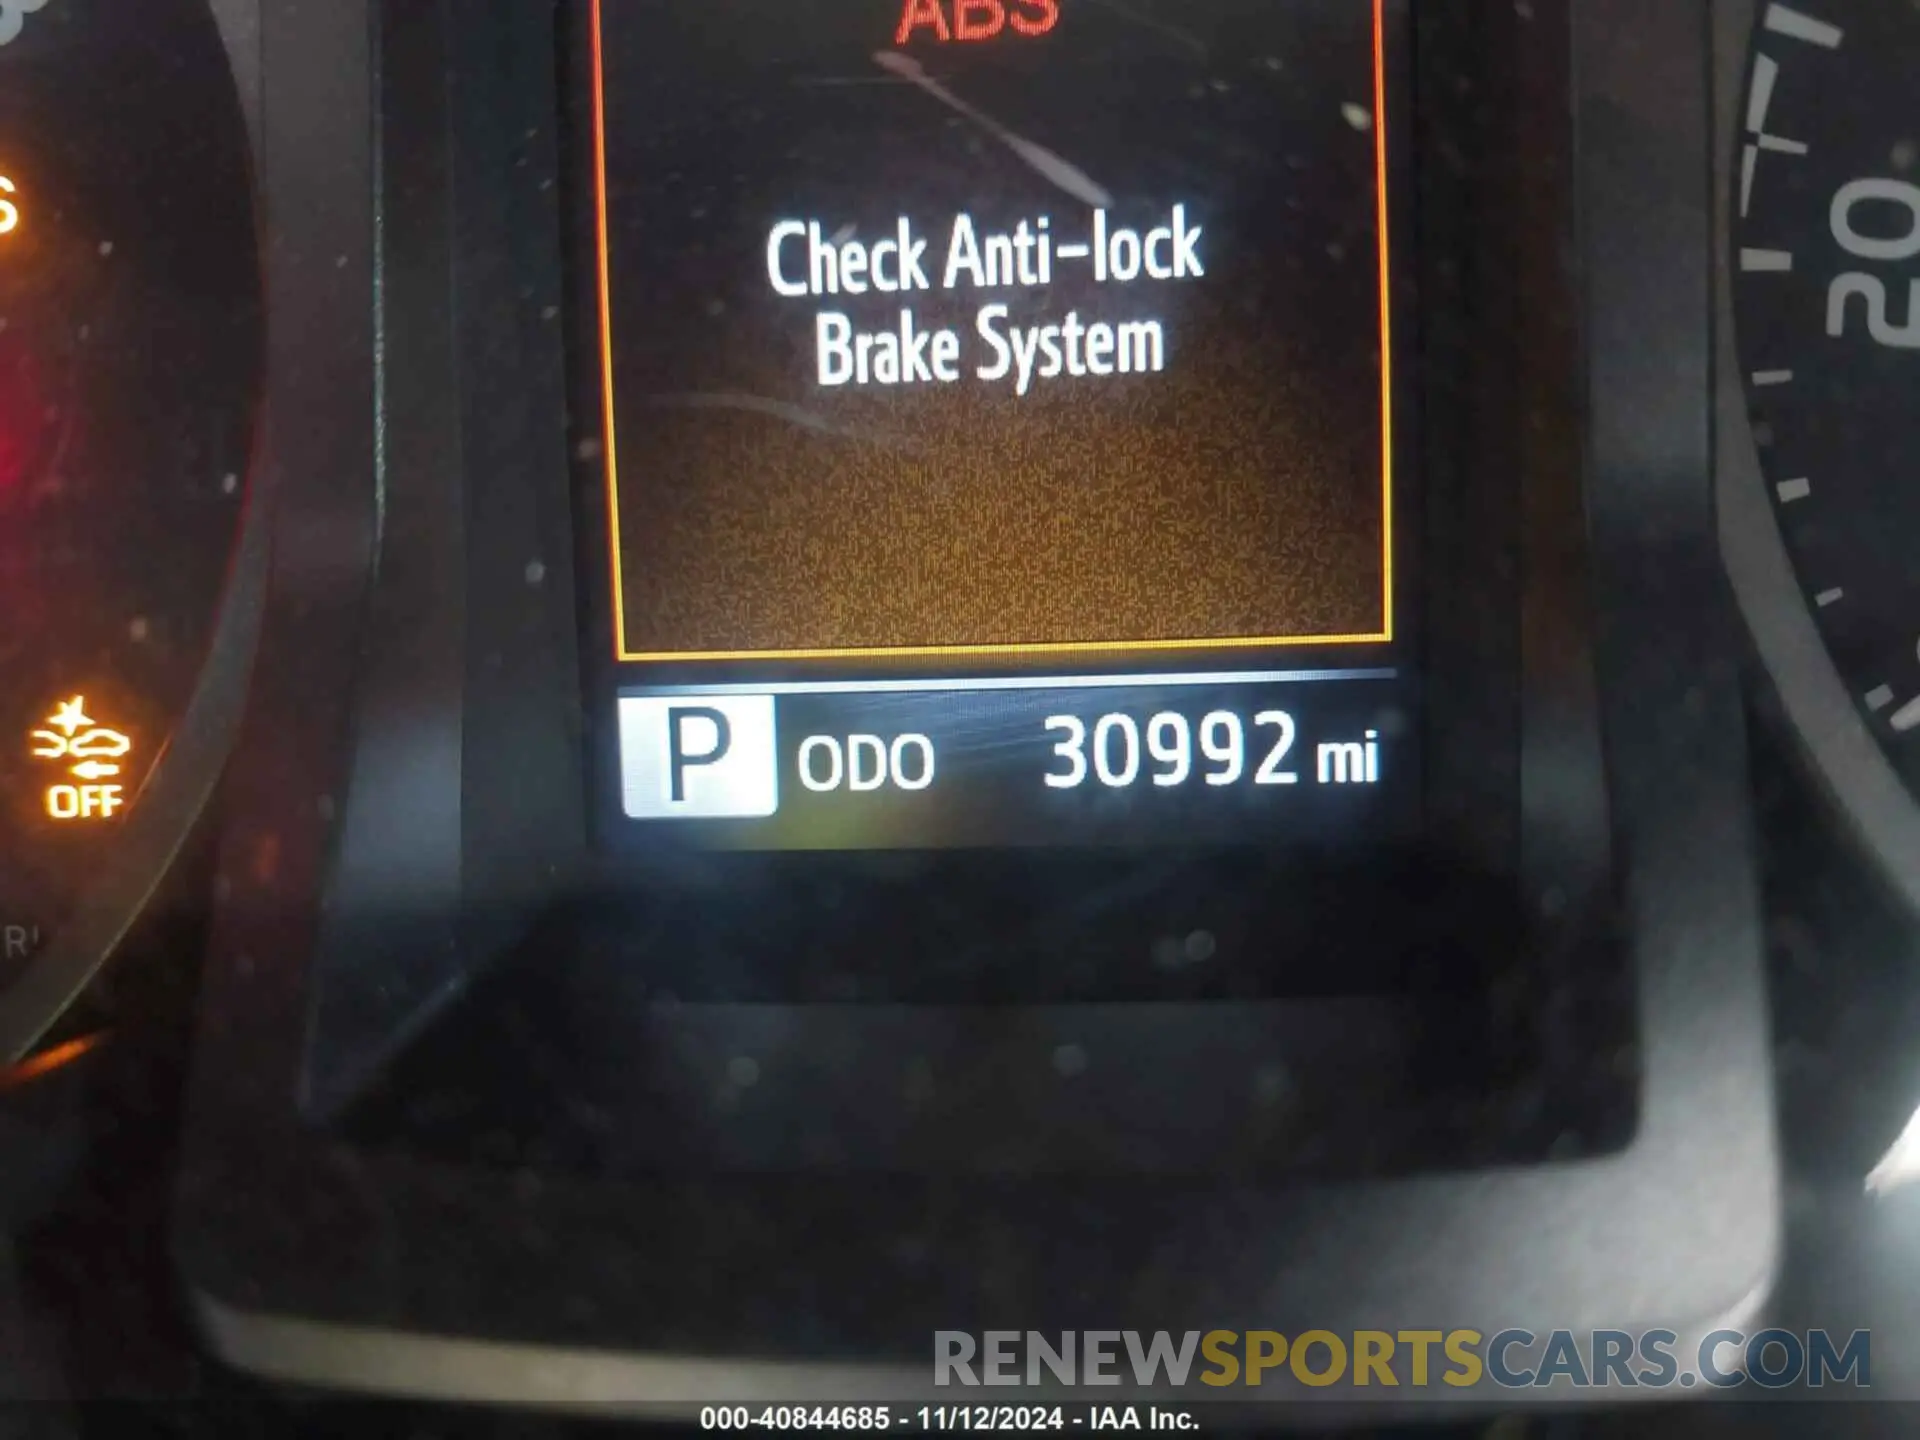 ABS
Check Anti-lock
Brake System
P ODO 30992 mi
OFF
20
RENEWSPORTSCARS.COM
000-40844685 - 11/12/2024 - IAA Inc.